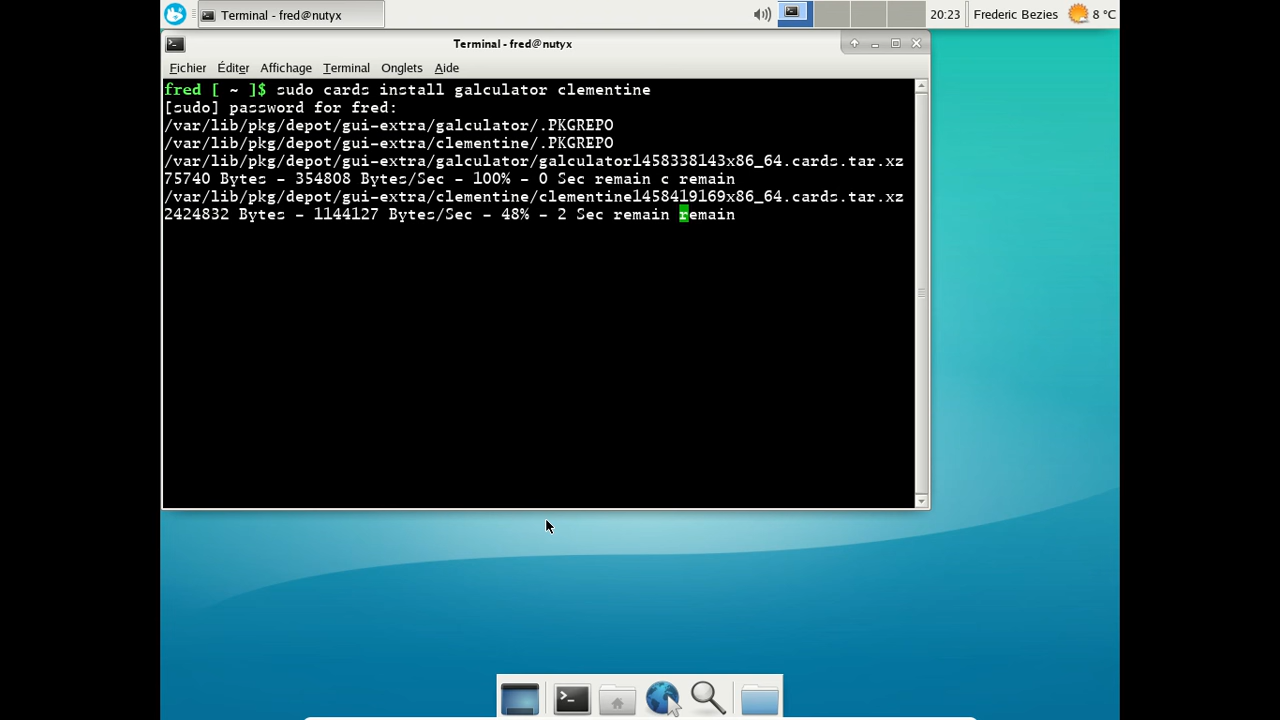 Terminal - fred@nutyx
20:23
Frederic Bezies
8 °C
Terminal - fred@nutyx
Fichier Éditer Affichage Terminal Onglets Aide
fred [ ~ ]$ sudo cards install galculator clementine
[sudo] password for fred:
/var/lib/pkg/depot/gui-extra/galculator/.PKGREPO
/var/lib/pkg/depot/gui-extra/clementine/.PKGREPO
/var/lib/pkg/depot/gui-extra/galculator/galculator1458338143x86_64.cards.tar.xz
75740 Bytes - 354808 Bytes/Sec - 100% - 0 Sec remain c remain
/var/lib/pkg/depot/gui-extra/clementine/clementine1458419169x86_64.cards.tar.xz
2424832 Bytes - 1144127 Bytes/Sec - 48% - 2 Sec remain remain